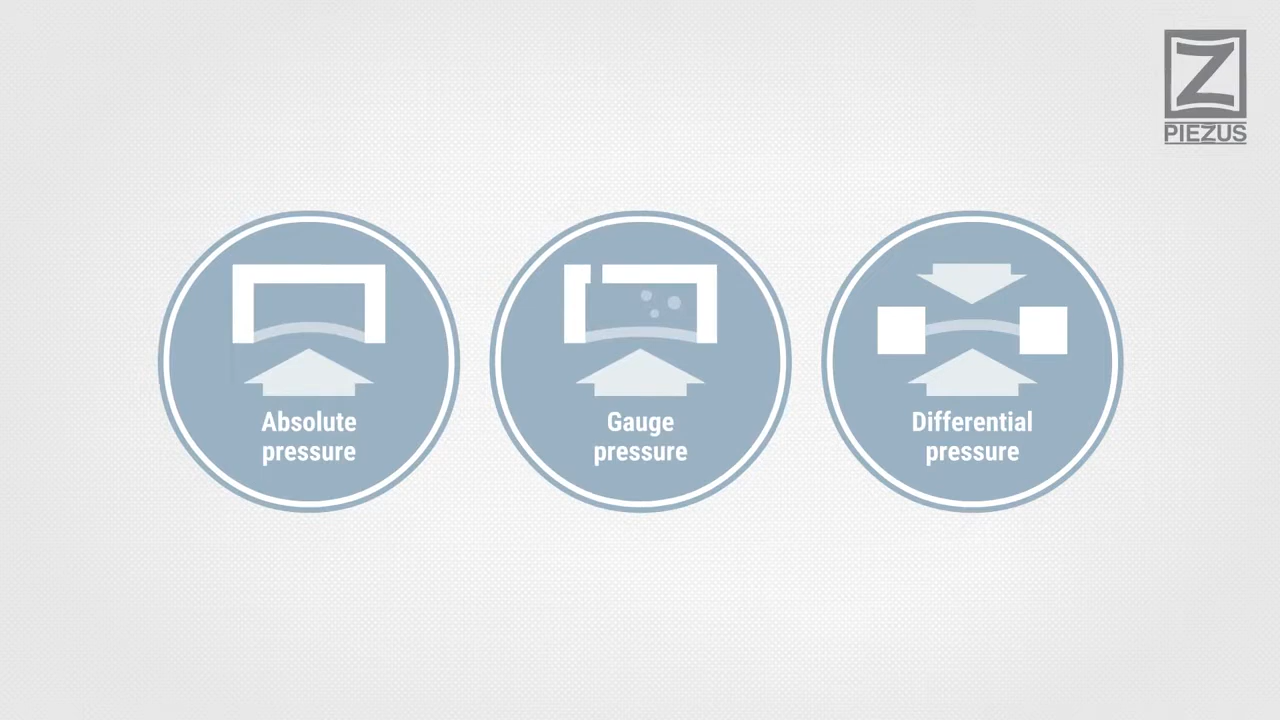 Z
PIEZUS
Absolute
pressure
Gauge
pressure
Differential
pressure